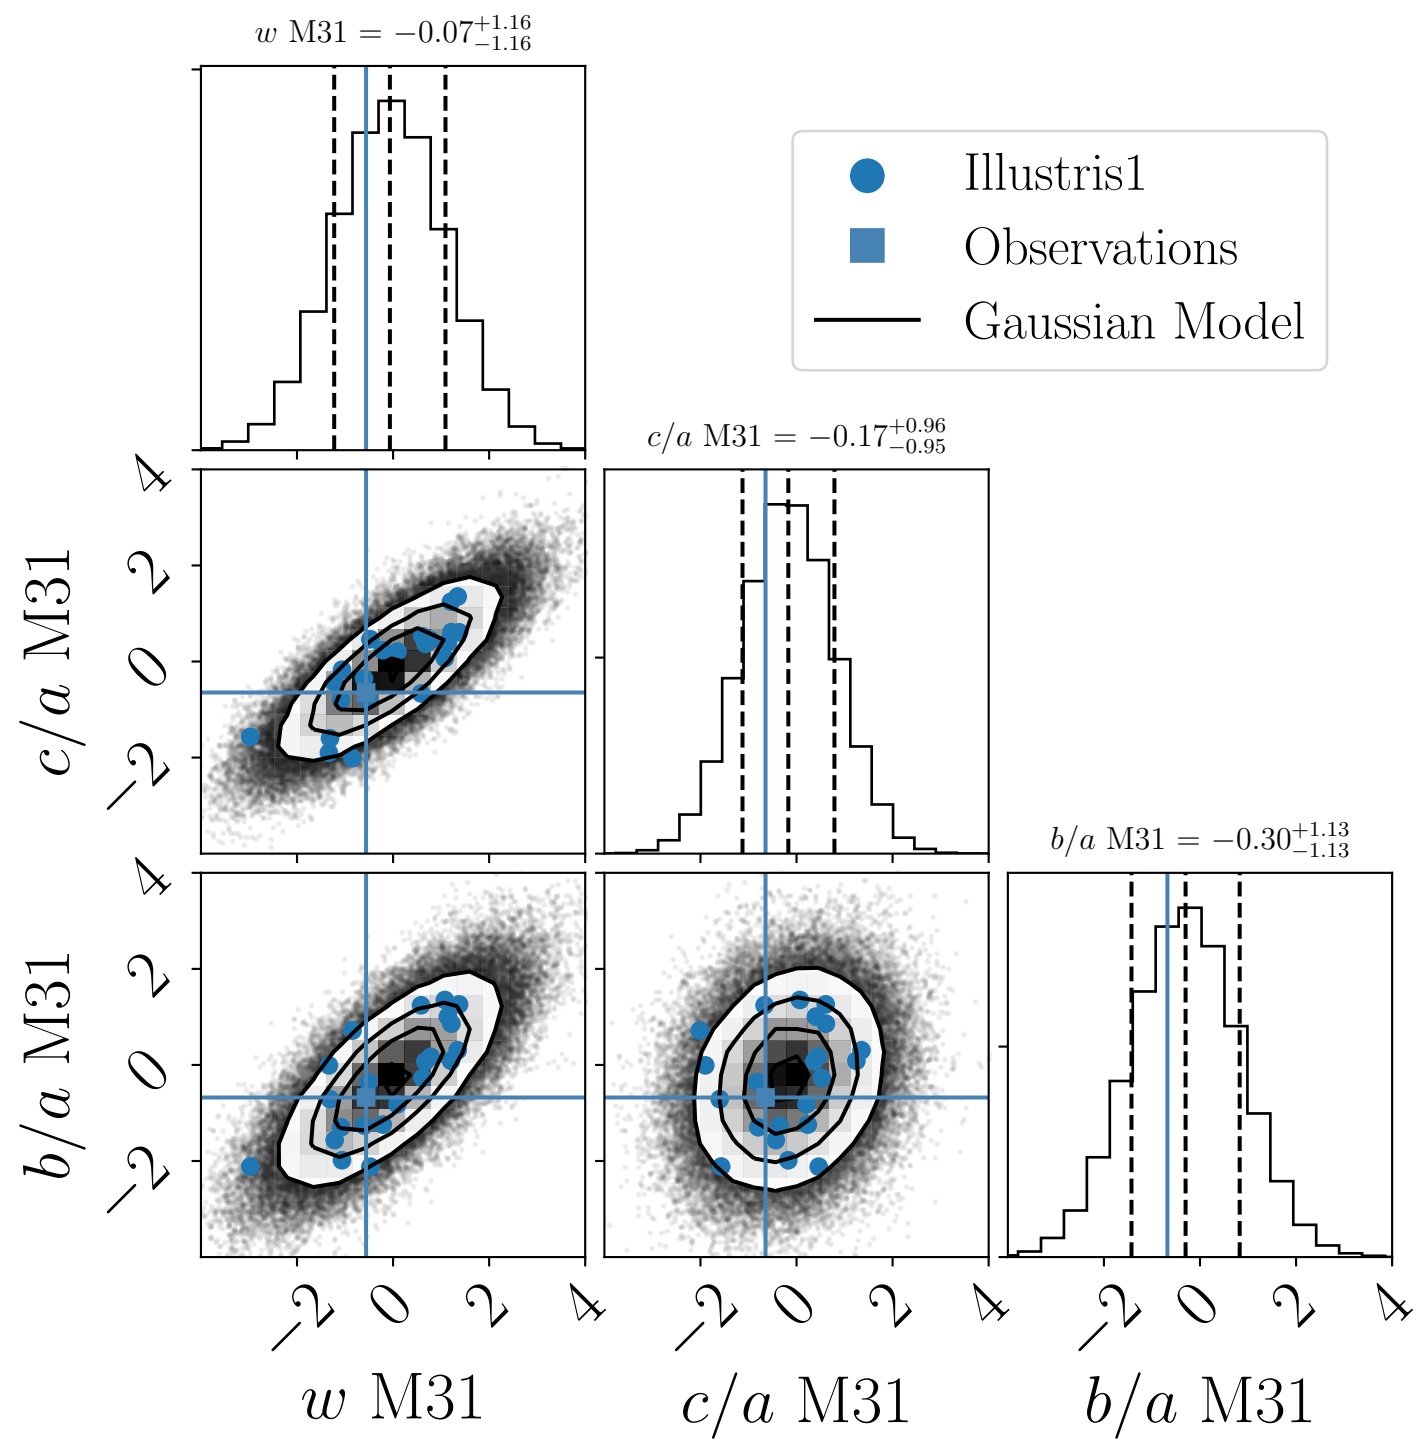 w M31 = −0.07+1.16−1.16
Illustris1
Observations
Gaussian Model
c/a M31 = −0.17+0.96−0.95
4
2
0
−2
c/a M31
b/a M31 = −0.30+1.13−1.13
4
2
0
−2
b/a M31
−2 0 2 4
−2 0 2 4
−2 0 2 4
w M31
c/a M31
b/a M31